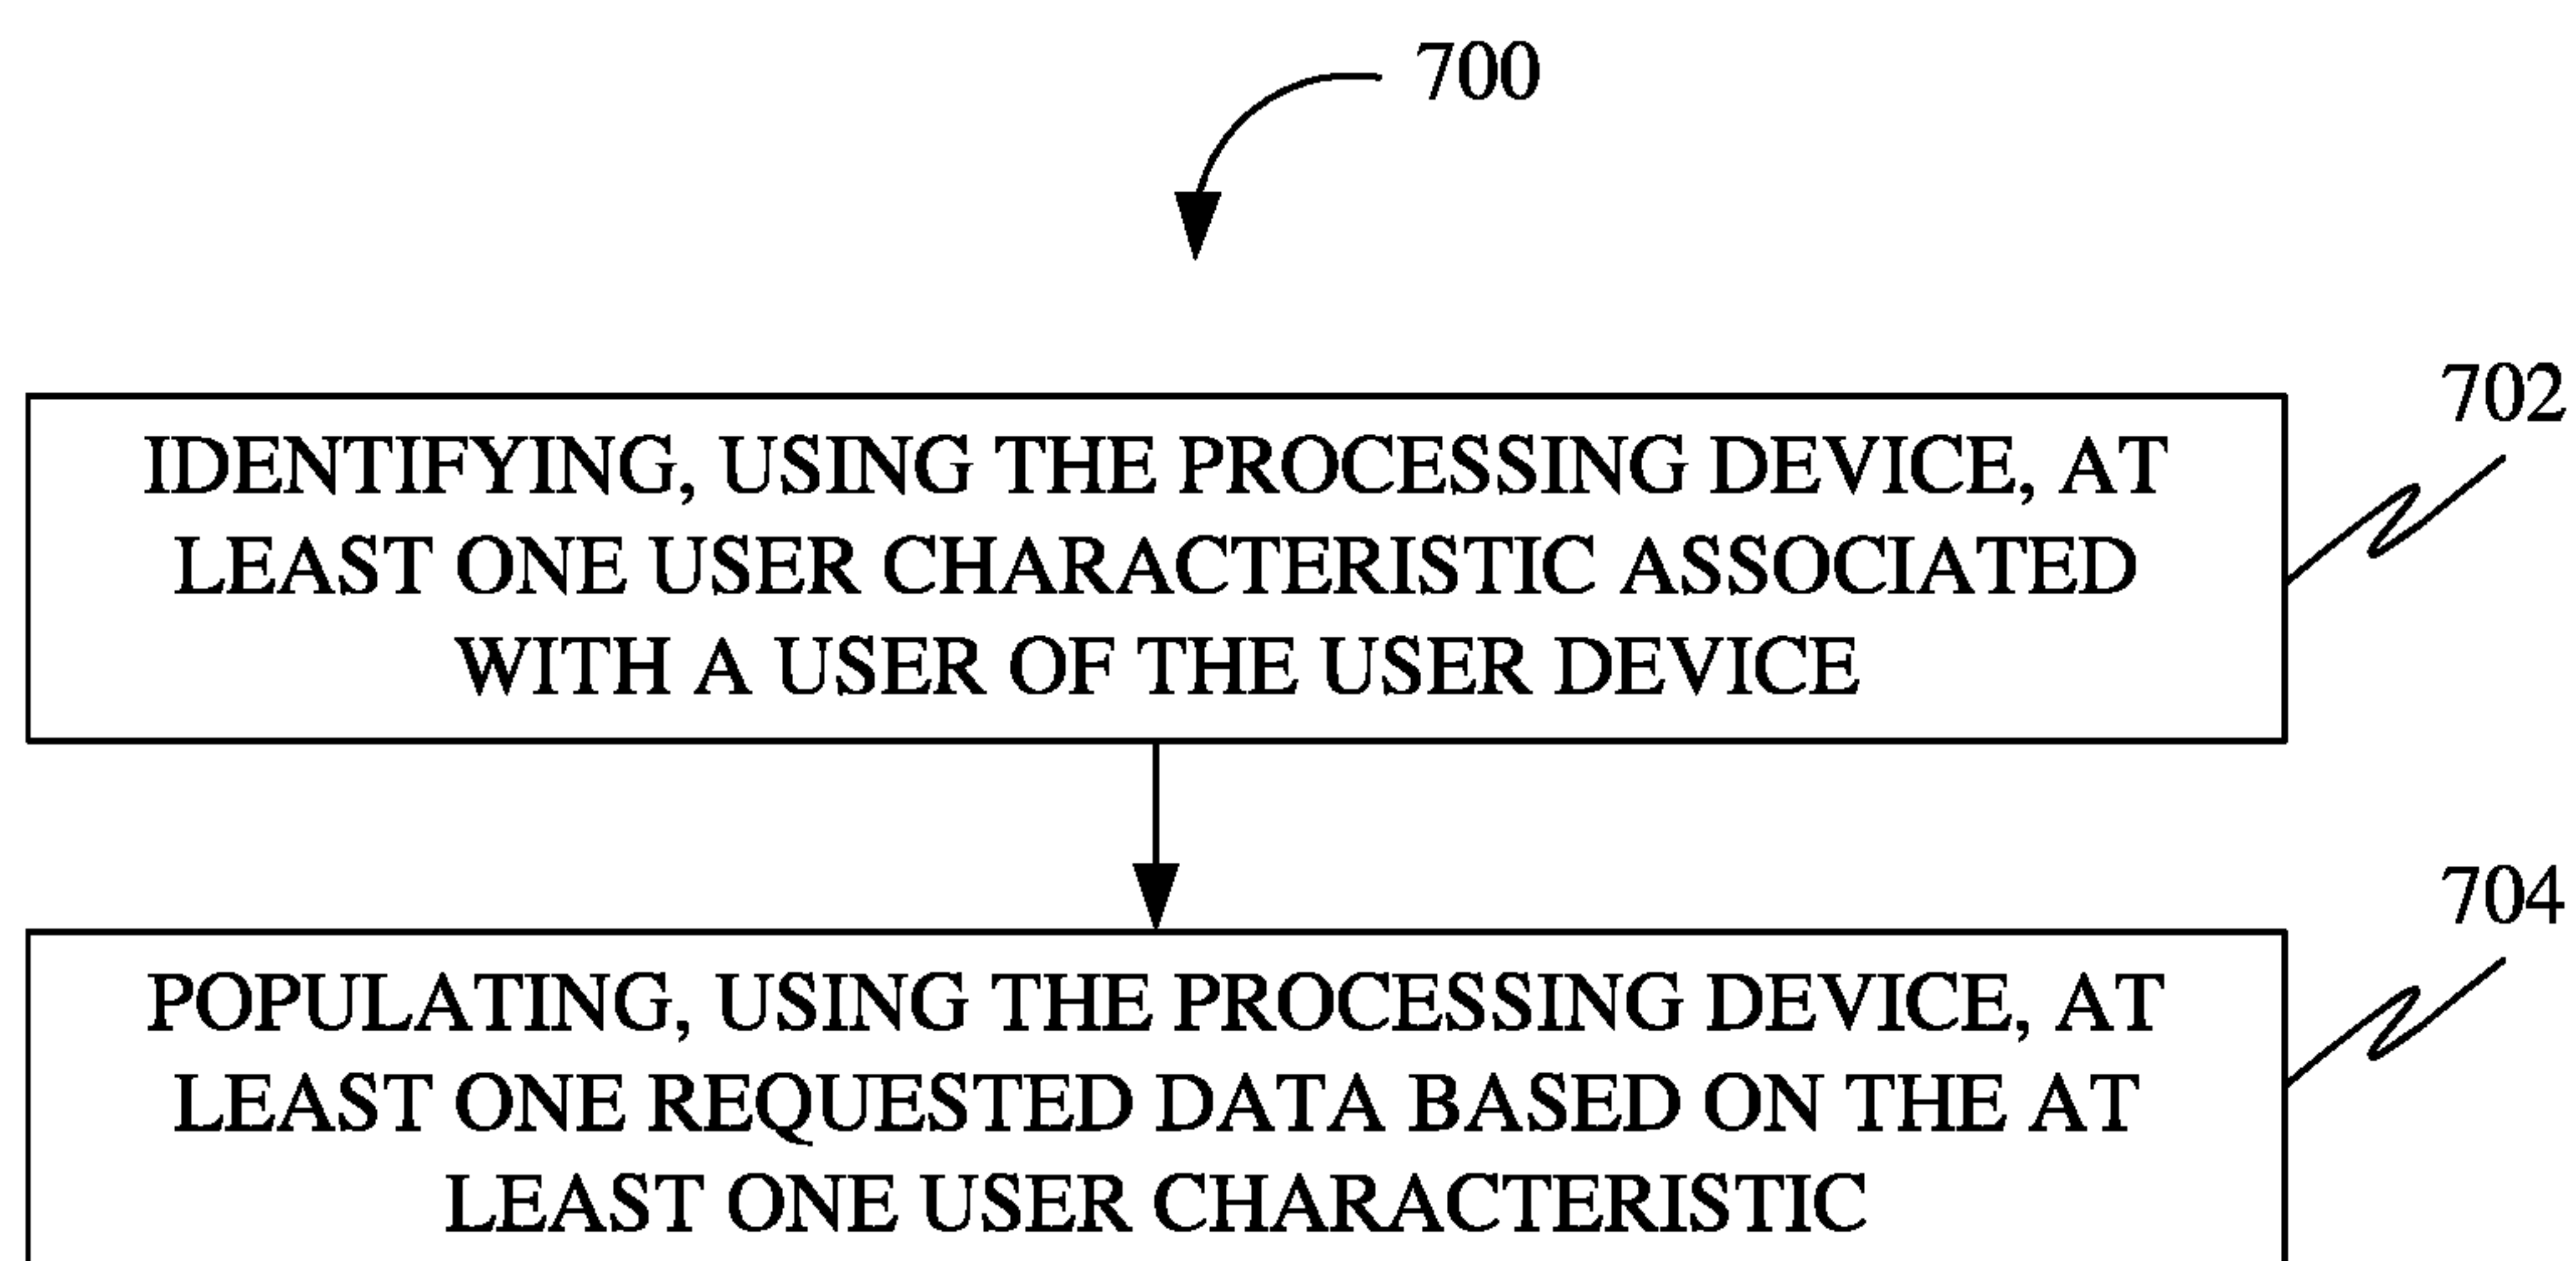 700
702
IDENTIFYING, USING THE PROCESSING DEVICE, AT
LEAST ONE USER CHARACTERISTIC ASSOCIATED
WITH A USER OF THE USER DEVICE
704
POPULATING, USING THE PROCESSING DEVICE, AT
LEAST ONE REQUESTED DATA BASED ON THE AT
LEAST ONE USER CHARACTERISTIC